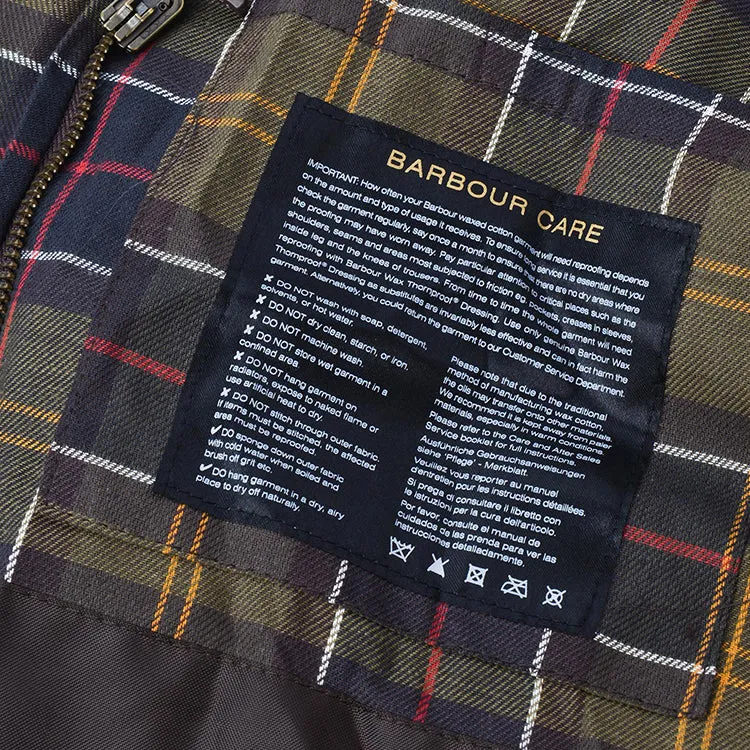 BARBOUR CARE
IMPORTANT: How often your Barbour waxed cotton garment will need reproofing depends
on the amount and type of usage it receives. To ensure long service it is essential that you
check the garment regularly, say once a month to ensure that there are no dry areas where
the proofing may have worn away. Pay particular attention to critical places such as the
shoulders, seams and areas most subjected to friction eg. pockets, creases in sleeves,
inside leg and the knees of trousers. From time to time the whole garment will need
reproofing with Barbour Wax Thornproof® Dressing. Use only genuine Barbour Wax
Thornproof® Dressing as substitutes are invariably less effective and can in fact harm the
garment. Alternatively, you could return the garment to our Customer Service Department.
✘ DO NOT wash with soap, detergent,
solvents, or hot water.
✘ DO NOT dry clean, starch, or iron.
✘ DO NOT machine wash.
✘ DO NOT store wet garment in a
confined area
✘ DO NOT hang garment on
radiators, expose to naked flame or
use artificial heat to dry.
✘ DO NOT stitch through outer fabric
If items must be stitched, the affected
area must be reproofed.
✔ DO sponge down outer fabric
with cold water when soiled and
brush off grit etc.
✔ DO hang garment in a dry, airy
place to dry off naturally.
Please note that due to the traditional
method of manufacturing wax cotton,
the oils may transfer onto other materials.
We recommend it is kept away from pale
materials, especially in warm conditions.
Please refer to the Care and After Sales
Service booklet for full instructions.
Ausführliche Gebrauchsanweisungen
siehe 'Pflege' - Merkblatt.
Veuillez vous reporter au manuel
d'entretien pour les instructions détaillées.
Si prega di consultare il libretto con
le istruzioni per la cura dell'articolo.
Por favor, consulte el manual de
cuidados de las prendas para ver las
instrucciones detalladamente.